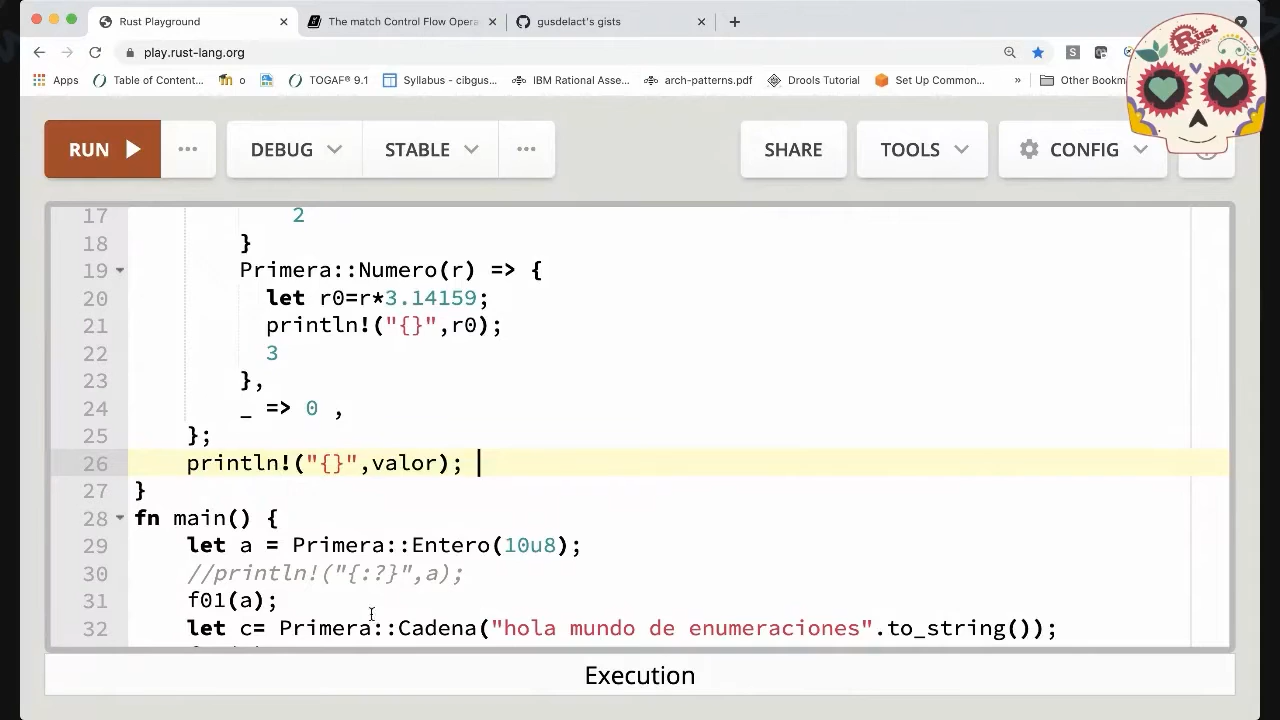 Rust Playground
The match Control Flow Opera
gusdelact's gists
play.rust-lang.org
Apps
Table of Content...
o
TOGAF® 9.1
Syllabus - cibgus...
IBM Rational Asse...
arch-patterns.pdf
Drools Tutorial
Set Up Common...
»
Other Bookm
Rust
RUN
DEBUG
STABLE
SHARE
TOOLS
CONFIG
17 2
18 }
19 Primera::Numero(r) => {
20 let r0=r*3.14159;
21 println!("{}",r0);
22 3
23 },
24 _ => 0 ,
25 };
26 println!("{}",valor);
27 }
28 fn main() {
29 let a = Primera::Entero(10u8);
30 //println!("{:?}",a);
31 f01(a);
32 let c= Primera::Cadena("hola mundo de enumeraciones".to_string());
Execution